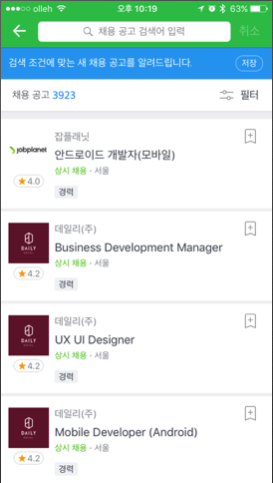 olleh 오후 10:19 63%
채용 공고 검색어 입력 취소
검색 조건에 맞는 새 채용 공고를 알려드립니다. 저장
채용 공고 3923 필터
잡플래닛
jobplanet
안드로이드 개발자(모바일)
상시 채용 - 서울
★4.0
경력
데일리(주)
DAILY
Business Development Manager
상시 채용 - 서울
★4.2
경력
데일리(주)
DAILY
UX UI Designer
상시 채용 - 서울
★4.2
경력
데일리(주)
DAILY
Mobile Developer (Android)
상시 채용 - 서울
★4.2
경력